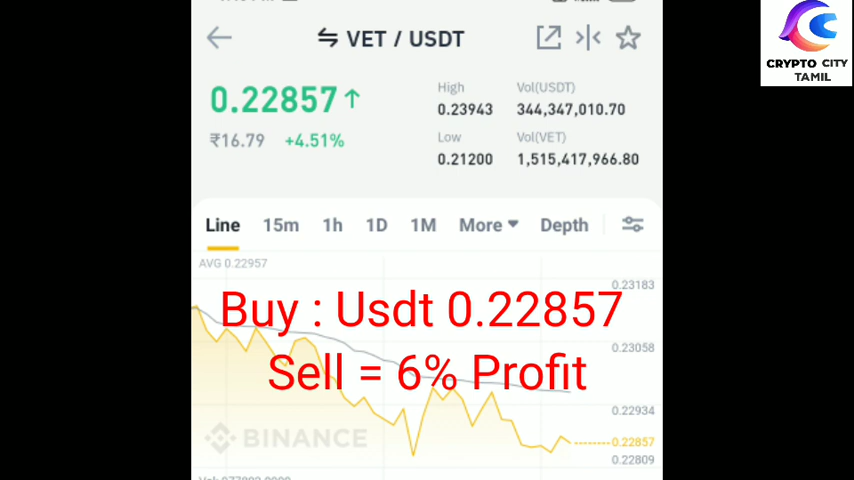 VET / USDT
CRYPTO CITY
TAMIL
0.22857
High
Vol(USDT)
0.23943
344,347,010.70
₹16.79 +4.51%
Low
Vol(VET)
0.21200
1,515,417,966.80
Line 15m 1h 1D 1M More Depth
AVG 0.22957
0.23183
Buy : Usdt 0.22857
0.23058
Sell = 6% Profit
0.22934
BINANCE
0.22857
0.22809